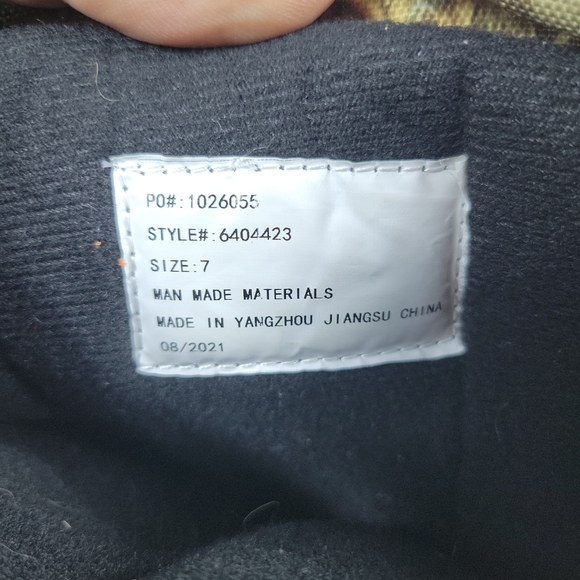 PO#:1026055
STYLE#:6404423
SIZE:7
MAN MADE MATERIALS
MADE IN YANGZHOU JIANGSU CHINA
08/2021